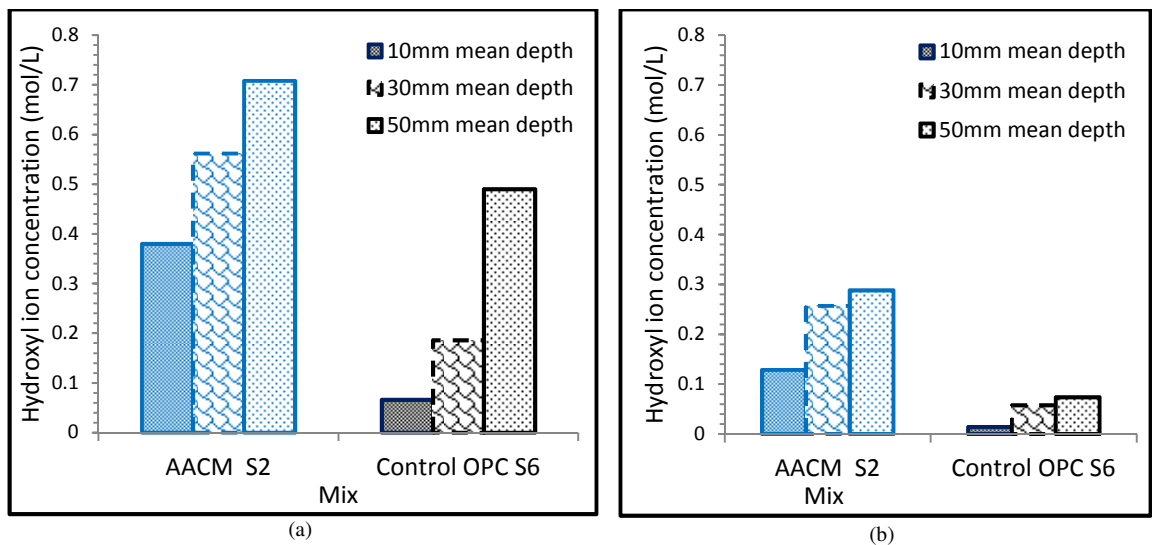 Hydroxyl ion concentration (mol/L)
0.8
0.7
0.6
0.5
0.4
0.3
0.2
0.1
0
10mm mean depth
30mm mean depth
50mm mean depth
AACM S2
Control OPC S6
Mix
(a)
Hydroxyl ion concentration (mol/L)
0.8
0.7
0.6
0.5
0.4
0.3
0.2
0.1
0
10mm mean depth
30mm mean depth
50mm mean depth
AACM S2
Control OPC S6
Mix
(b)